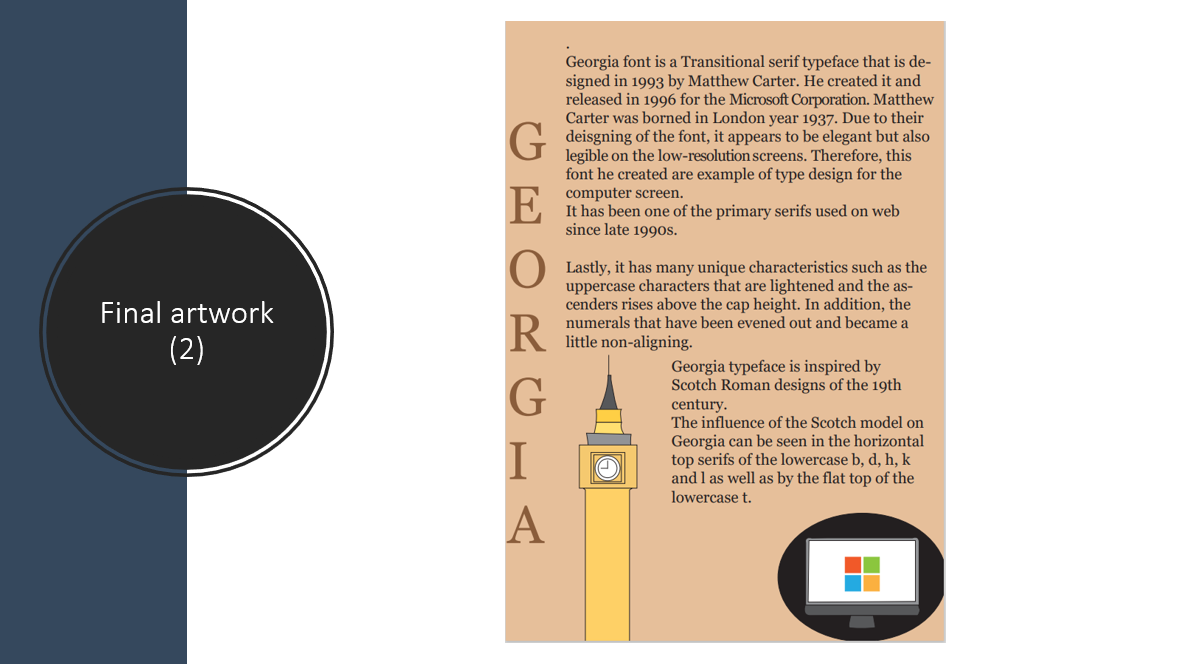 Final artwork
(2)
GEORGIA
.
Georgia font is a Transitional serif typeface that is de-
signed in 1993 by Matthew Carter. He created it and
released in 1996 for the Microsoft Corporation. Matthew
Carter was borned in London year 1937. Due to their
deisgning of the font, it appears to be elegant but also
legible on the low-resolution screens. Therefore, this
font he created are example of type design for the
computer screen.
It has been one of the primary serifs used on web
since late 1990s.
Lastly, it has many unique characteristics such as the
uppercase characters that are lightened and the as-
cenders rises above the cap height. In addition, the
numerals that have been evened out and became a
little non-aligning.
Georgia typeface is inspired by
Scotch Roman designs of the 19th
century.
The influence of the Scotch model on
Georgia can be seen in the horizontal
top serifs of the lowercase b, d, h, k
and l as well as by the flat top of the
lowercase t.